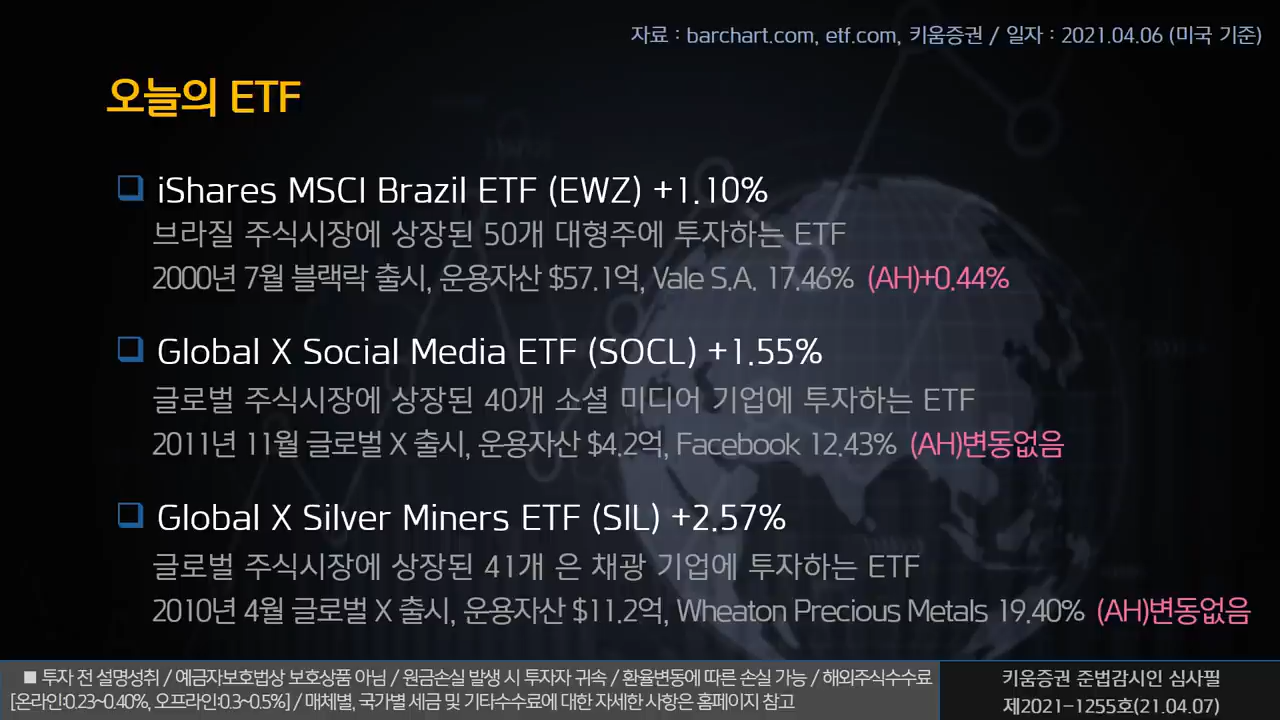 자료 : barchart.com, etf.com, 키움증권 / 일자 : 2021.04.06 (미국 기준)
오늘의 ETF
❑ iShares MSCI Brazil ETF (EWZ) +1.10%
브라질 주식시장에 상장된 50개 대형주에 투자하는 ETF
2000년 7월 블랙락 출시, 운용자산 $57.1억, Vale S.A. 17.46% (AH)+0.44%
❑ Global X Social Media ETF (SOCL) +1.55%
글로벌 주식시장에 상장된 40개 소셜 미디어 기업에 투자하는 ETF
2011년 11월 글로벌 X 출시, 운용자산 $4.2억, Facebook 12.43% (AH)변동없음
❑ Global X Silver Miners ETF (SIL) +2.57%
글로벌 주식시장에 상장된 41개 은 채광 기업에 투자하는 ETF
2010년 4월 글로벌 X 출시, 운용자산 $11.2억, Wheaton Precious Metals 19.40% (AH)변동없음
■ 투자 전 설명성취 / 예금자보호법상 보호상품 아님 / 원금손실 발생 시 투자자 귀속 / 환율변동에 따른 손실 가능 / 해외주식수수료
[온라인:0.23~0.40%, 오프라인:0.3~0.5%] / 매체별, 국가별 세금 및 기타수수료에 대한 자세한 사항은 홈페이지 참고
키움증권 준법감시인 심사필
제2021-1255호(21.04.07)